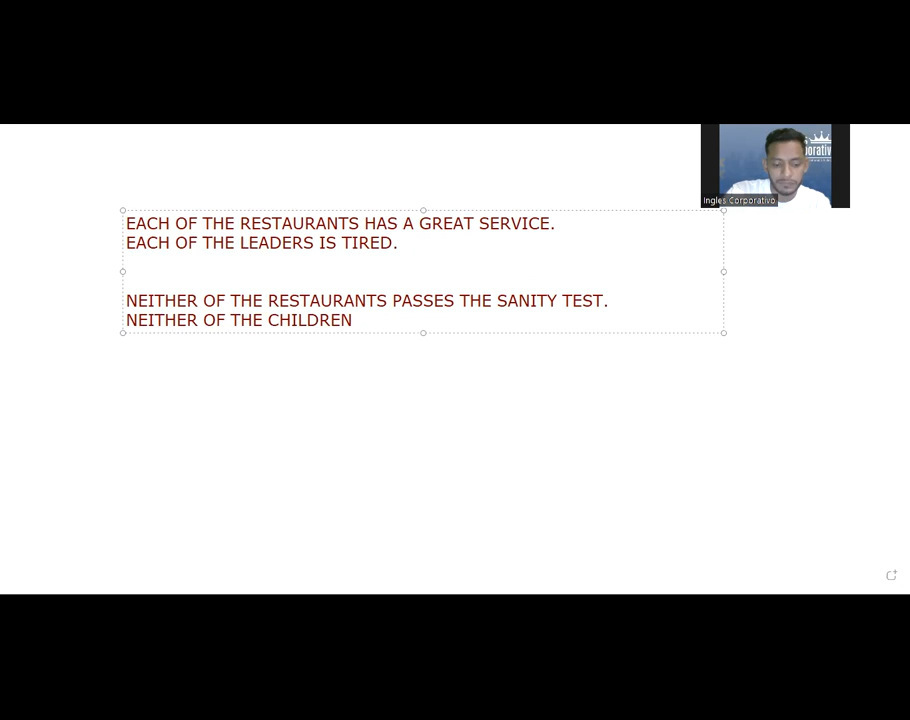 porativo
Ingles Corporativo
EACH OF THE RESTAURANTS HAS A GREAT SERVICE.
EACH OF THE LEADERS IS TIRED.
NEITHER OF THE RESTAURANTS PASSES THE SANITY TEST.
NEITHER OF THE CHILDREN